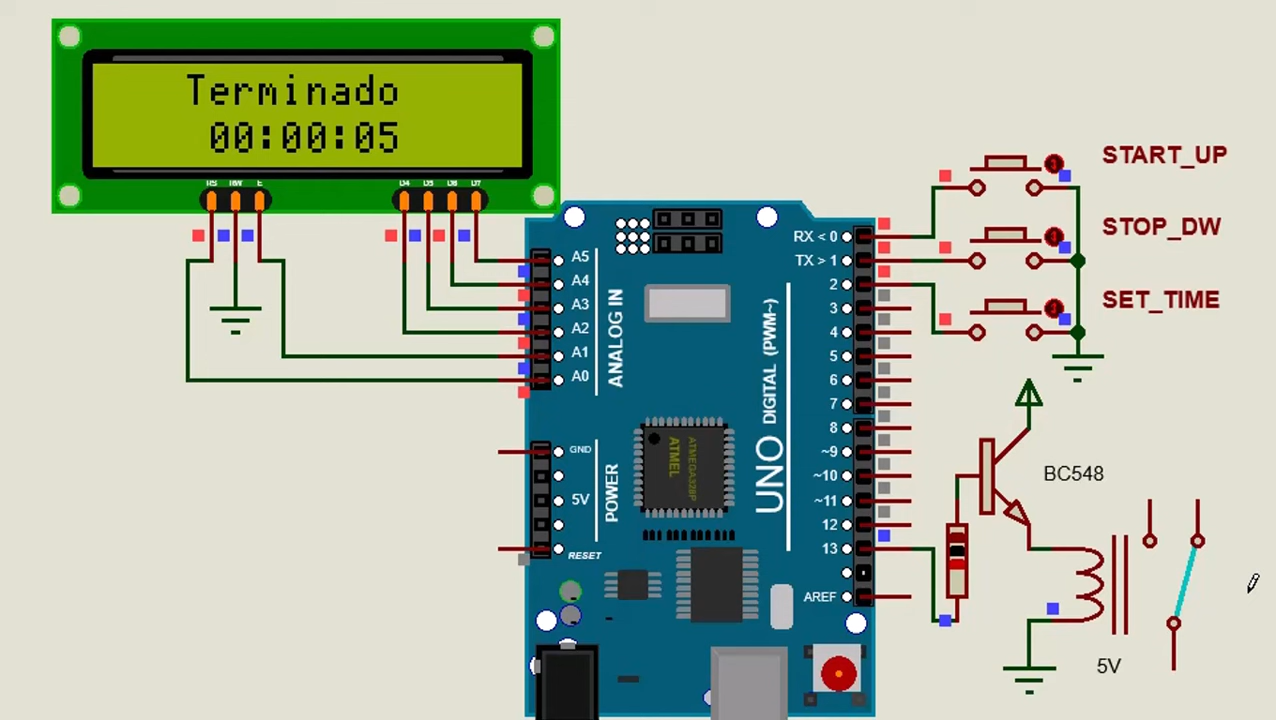 Terminado
00:00:05
RS RW E
D4 D5 D6 D7
START_UP
STOP_DW
SET_TIME
A5
A4
A3
A2
A1
A0
ANALOG IN
RX < 0
TX > 1
2
3
4
5
6
7
8
~9
~10
~11
12
13
AREF
DIGITAL (PWM~)
UNO
ATMEL
ATMEGA328P
GND
5V
RESET
POWER
BC548
5V